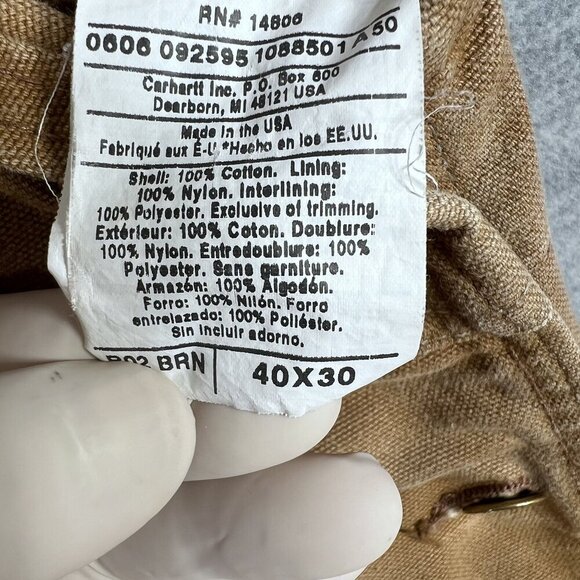 RN# 14806
0606 092595 1088501 A50
Carhartt Inc. P.O. Box 600
Dearborn, MI 48121 USA
Made in the USA
Fabriqué aux É-U *Hecho en los EE.UU.
Shell: 100% Cotton. Lining:
100% Nylon. Interlining:
100% Polyester. Exclusive of trimming.
Extérieur: 100% Coton. Doublure:
100% Nylon. Entredoublure: 100%
Polyester. Sans garniture.
Armazón: 100% Algodón.
Forro: 100% Nilón. Forro
entrelazado: 100% Poliéster.
Sin incluir adorno.
BRN 40X30